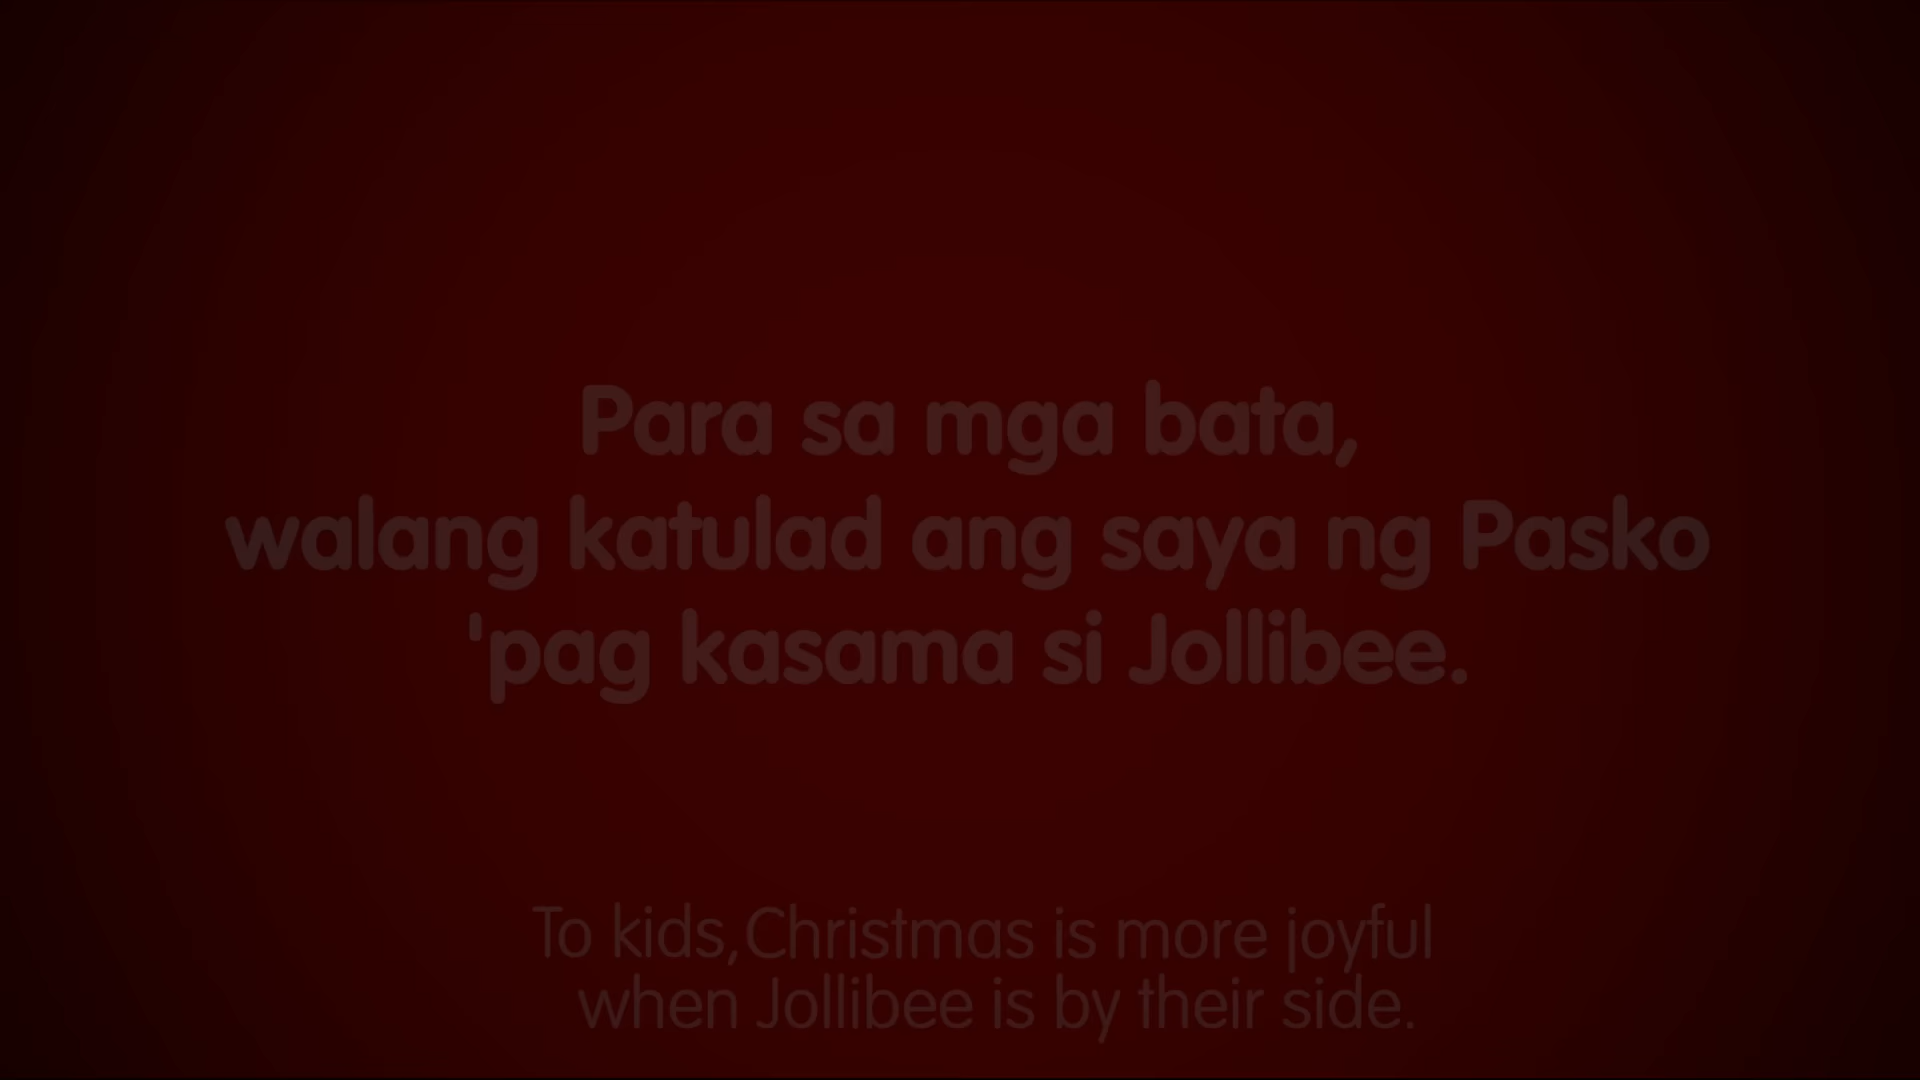 Para sa mga bata,
walang katulad ang saya ng Pasko
'pag kasama si Jollibee.
To kids,Christmas is more joyful
when Jollibee is by their side.